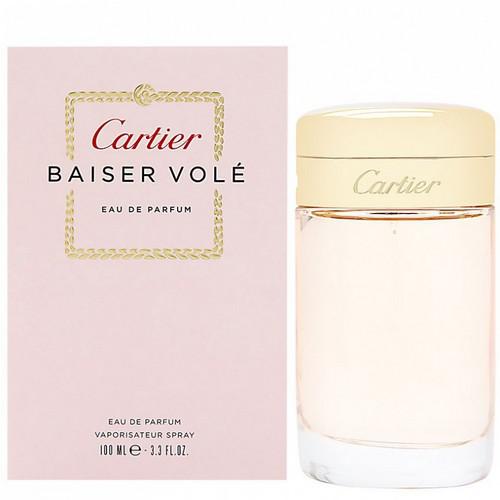 Cartier
BAISER VOLÉ
EAU DE PARFUM
EAU DE PARFUM
VAPORISATEUR SPRAY
100 ML℮ - 3.3 FL.OZ.
Cartier